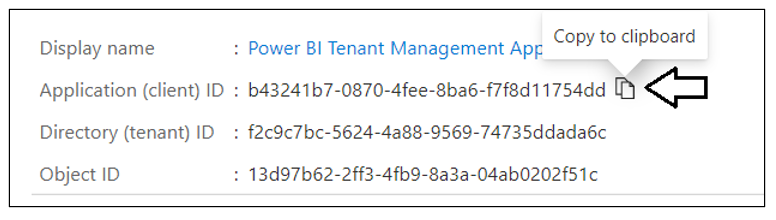 Copy to clipboard
Display name : Power BI Tenant Management App
Application (client) ID : b43241b7-0870-4fee-8ba6-f7f8d11754dd
Directory (tenant) ID : f2c9c7bc-5624-4a88-9569-74735ddada6c
Object ID : 13d97b62-2ff3-4fb9-8a3a-04ab0202f51c